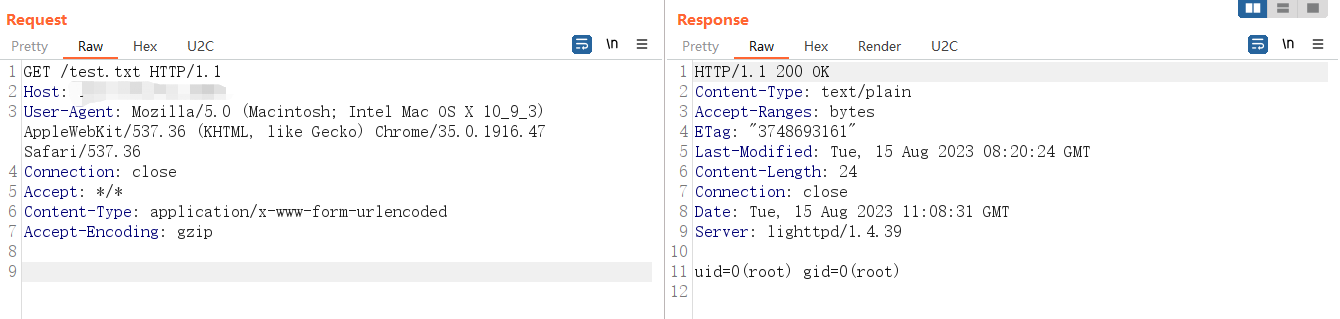 Request
Pretty Raw Hex U2C
\n
1 GET /test.txt HTTP/1.1
2 Host:
3 User-Agent: Mozilla/5.0 (Macintosh; Intel Mac OS X 10_9_3)
AppleWebKit/537.36 (KHTML, like Gecko) Chrome/35.0.1916.47
Safari/537.36
4 Connection: close
5 Accept: */*
6 Content-Type: application/x-www-form-urlencoded
7 Accept-Encoding: gzip
8
9
Response
Pretty Raw Hex Render U2C
\n
1 HTTP/1.1 200 OK
2 Content-Type: text/plain
3 Accept-Ranges: bytes
4 ETag: "3748693161"
5 Last-Modified: Tue, 15 Aug 2023 08:20:24 GMT
6 Content-Length: 24
7 Connection: close
8 Date: Tue, 15 Aug 2023 11:08:31 GMT
9 Server: lighttpd/1.4.39
10
11 uid=0(root) gid=0(root)
12